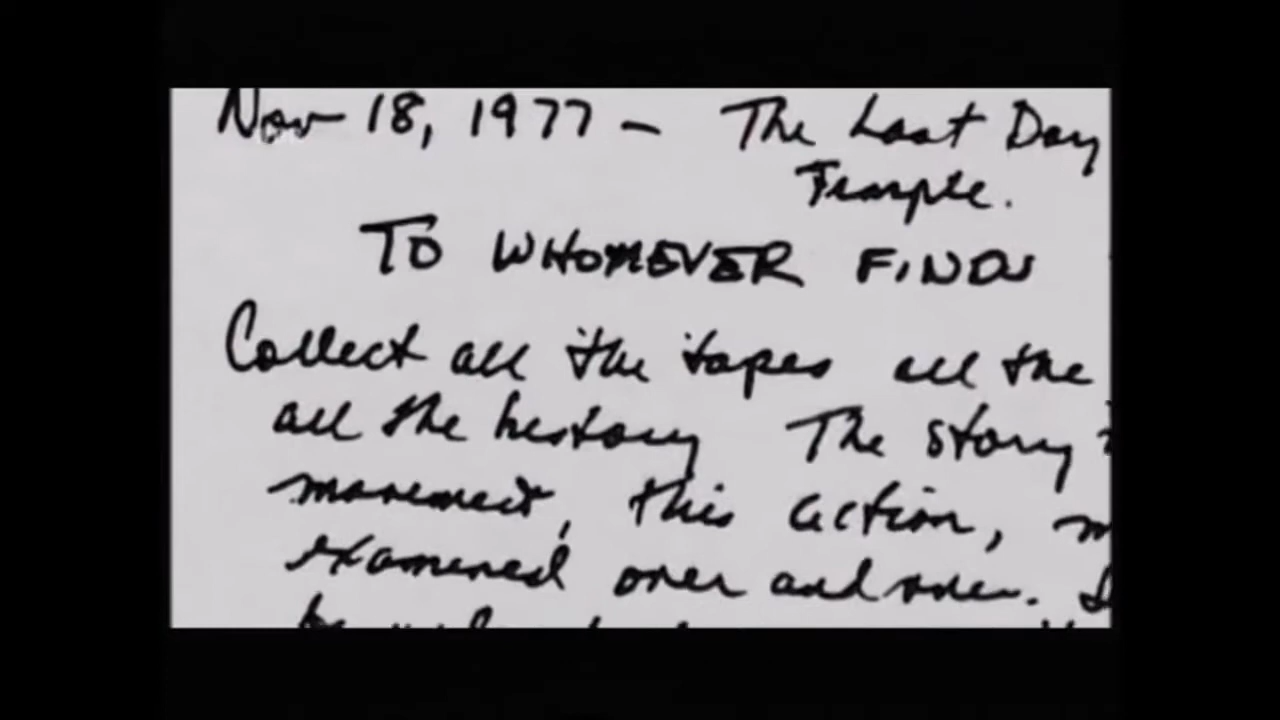 Nov 18, 1977 – The Last Day
Temple.
TO WHOMEVER FINDS
Collect all the tapes all the
all the history The story
movement, this action,
examined over and over.